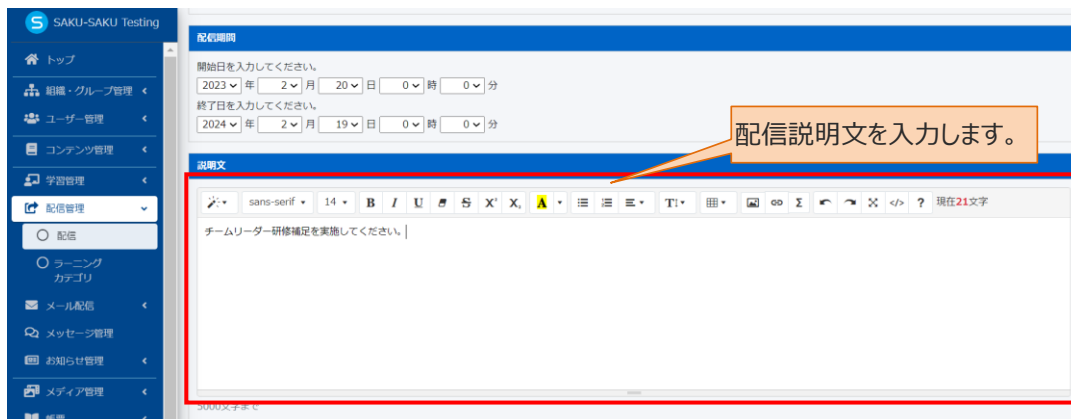 SAKU-SAKU Testing
トップ
組織・グループ管理
ユーザー管理
コンテンツ管理
学習管理
配信管理
配信
ラーニング
カテゴリ
メール配信
メッセージ管理
お知らせ管理
メディア管理
配信期間
開始日を入力してください。
2023 年 2 月 20 日 0 時 0 分
終了日を入力してください。
2024 年 2 月 19 日 0 時 0 分
配信説明文を入力します。
説明文
sans-serif 14 B I U S X² X₂ A T Σ </> ? 現在21文字
チームリーダー研修補足を実施してください。
5000文字まで